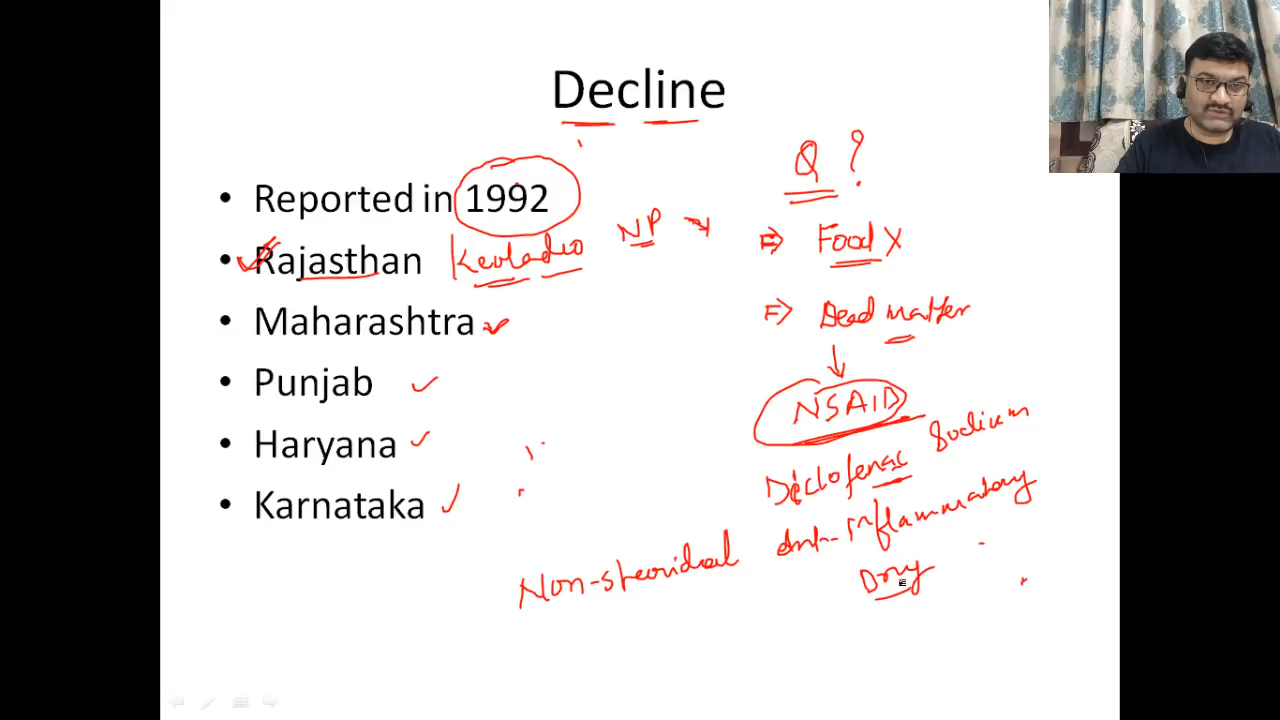 Decline
Q ?
• Reported in 1992
NP
• Rajasthan Keoladeo
⇒ Food X
• Maharashtra
⇒ Dead matter
• Punjab
NSAID
• Haryana
Diclofenac Sodium
• Karnataka
Non-steroidal Anti-inflammatory
Drug